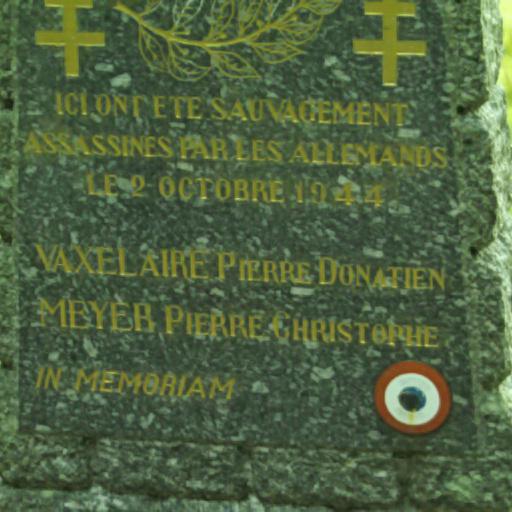 ICI ONT ETE SAUVAGEMENT
ASSASSINES PAR LES ALLEMANDS
LE 2 OCTOBRE 1944
VAXELAIRE PIERRE DONATIEN
MEYER PIERRE CHRISTOPHE
IN MEMORIAM